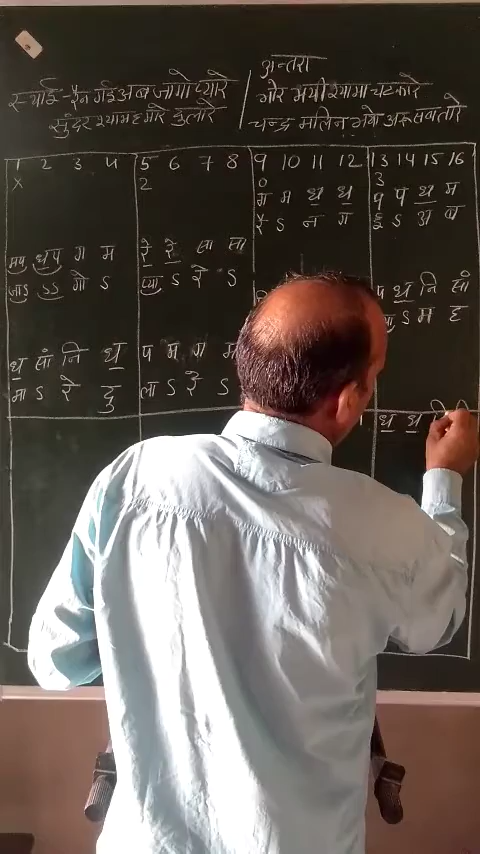 स्थाई - रैन गई अब जागो प्यारे
सुंदर श्याम हमारे दुलारे
अन्तरा
भोर भयी श्यामा चटकारे
चन्द्र मलिन भयो अरू सब तारे
1 2 3 4 5 6 7 8 9 10 11 12 13 14 15 16
X 2 0 3
ग म ध ध प प ध म
रै ऽ न ग ई ऽ अ ब
मप धप ग म रे रे सा सा
जाऽ ऽऽ गो ऽ प्या ऽ रे ऽ
प ध नि सां
ऽ म ह
ध सां नि ध प म ग म
मा ऽ रे दु ला ऽ रे ऽ
ध ध